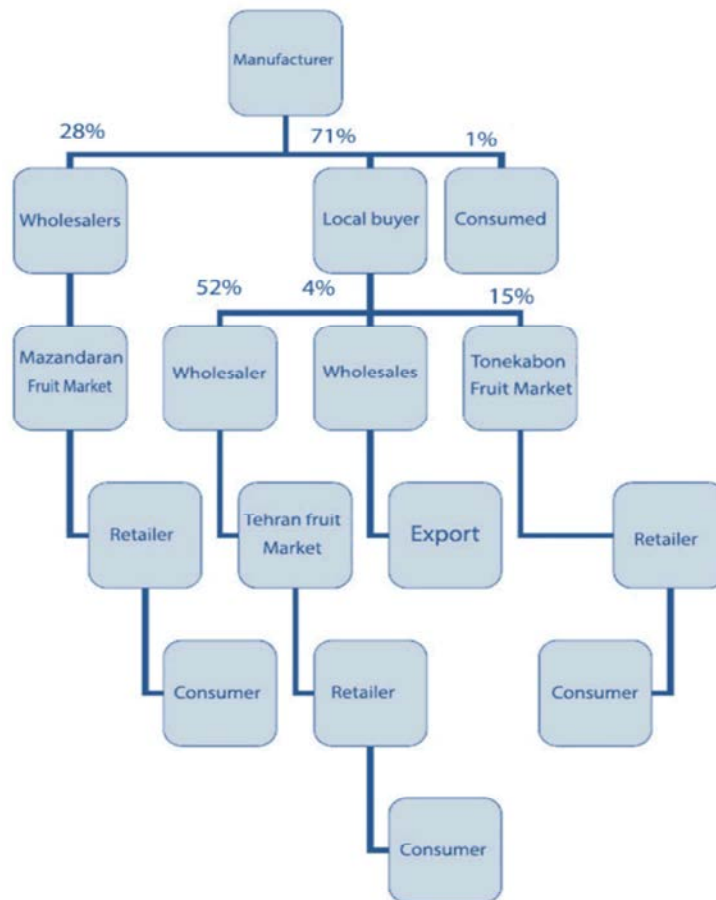 Manufacturer
28%
71%
1%
Wholesalers
Local buyer
Consumed
52%
4%
15%
Mazandaran
Fruit Market
Wholesaler
Wholesales
Tonekabon
Fruit Market
Retailer
Tehran fruit
Market
Export
Retailer
Consumer
Retailer
Consumer
Consumer